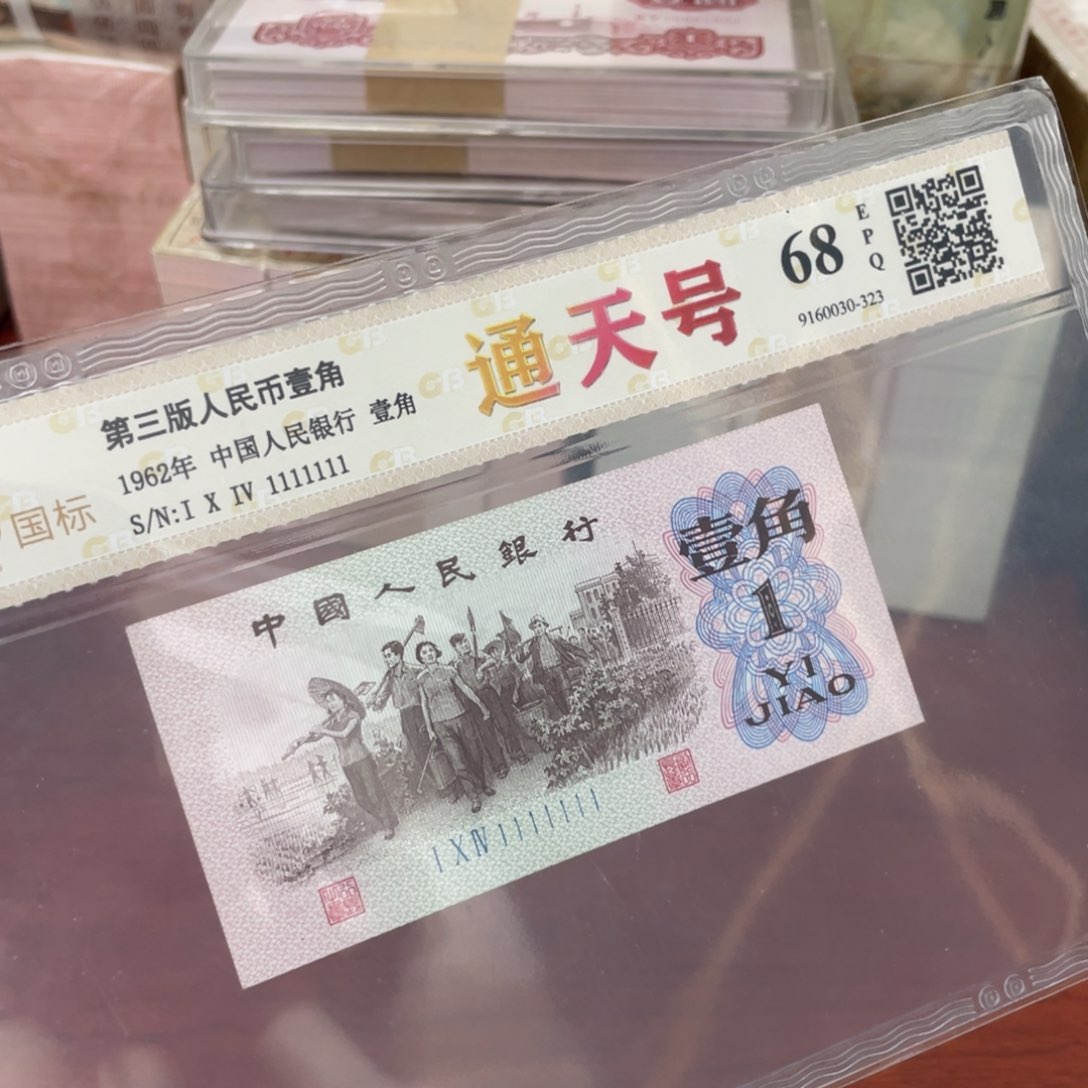 第三版人民币壹角
1962年 中国人民银行 壹角
S/N:I X IV 1111111
国标
通天号
68
EPQ
9160030-323
中國人民銀行
壹角
1
YI
JIAO
I X IV 1111111